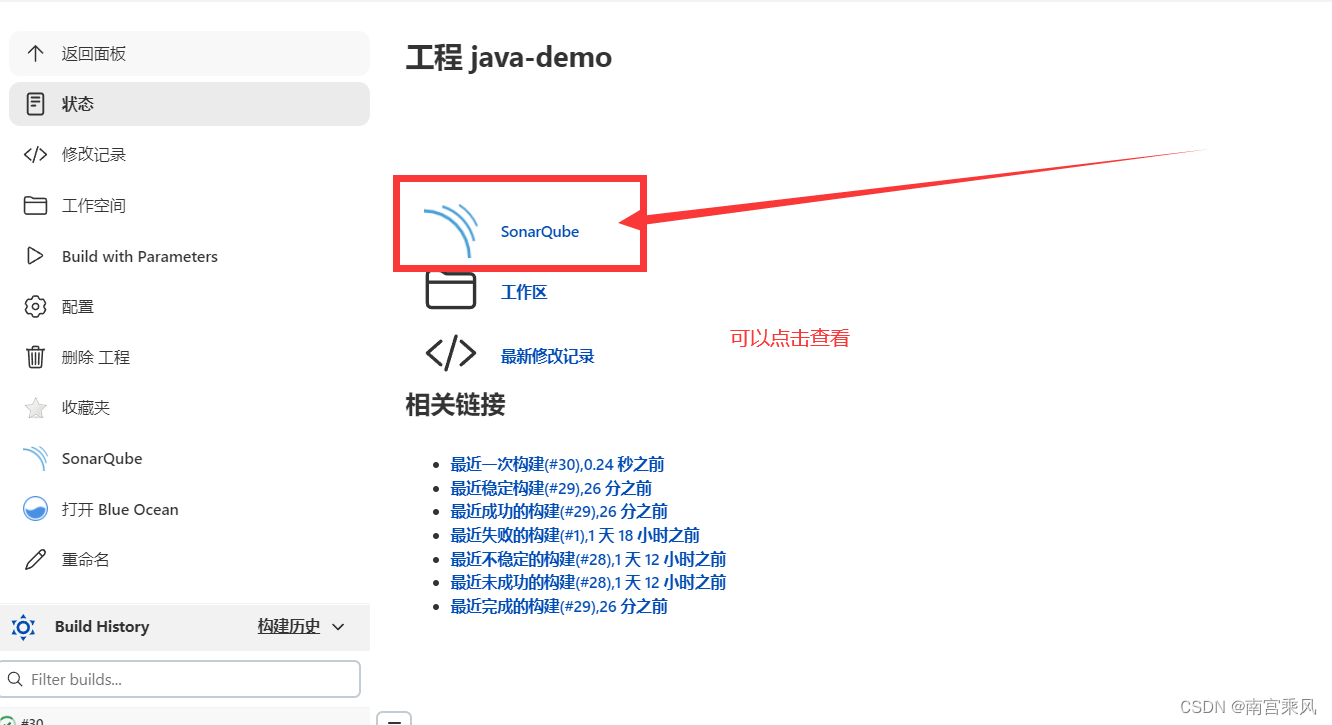 返回面板
状态
修改记录
工作空间
Build with Parameters
配置
删除 工程
收藏夹
SonarQube
打开 Blue Ocean
重命名
Build History 构建历史
Filter builds...
#30
工程 java-demo
SonarQube
工作区
最新修改记录
可以点击查看
相关链接
最近一次构建(#30),0.24 秒之前
最近稳定构建(#29),26 分之前
最近成功的构建(#29),26 分之前
最近失败的构建(#1),1 天 18 小时之前
最近不稳定的构建(#28),1 天 12 小时之前
最近未成功的构建(#28),1 天 12 小时之前
最近完成的构建(#29),26 分之前
CSDN @南宫乘风